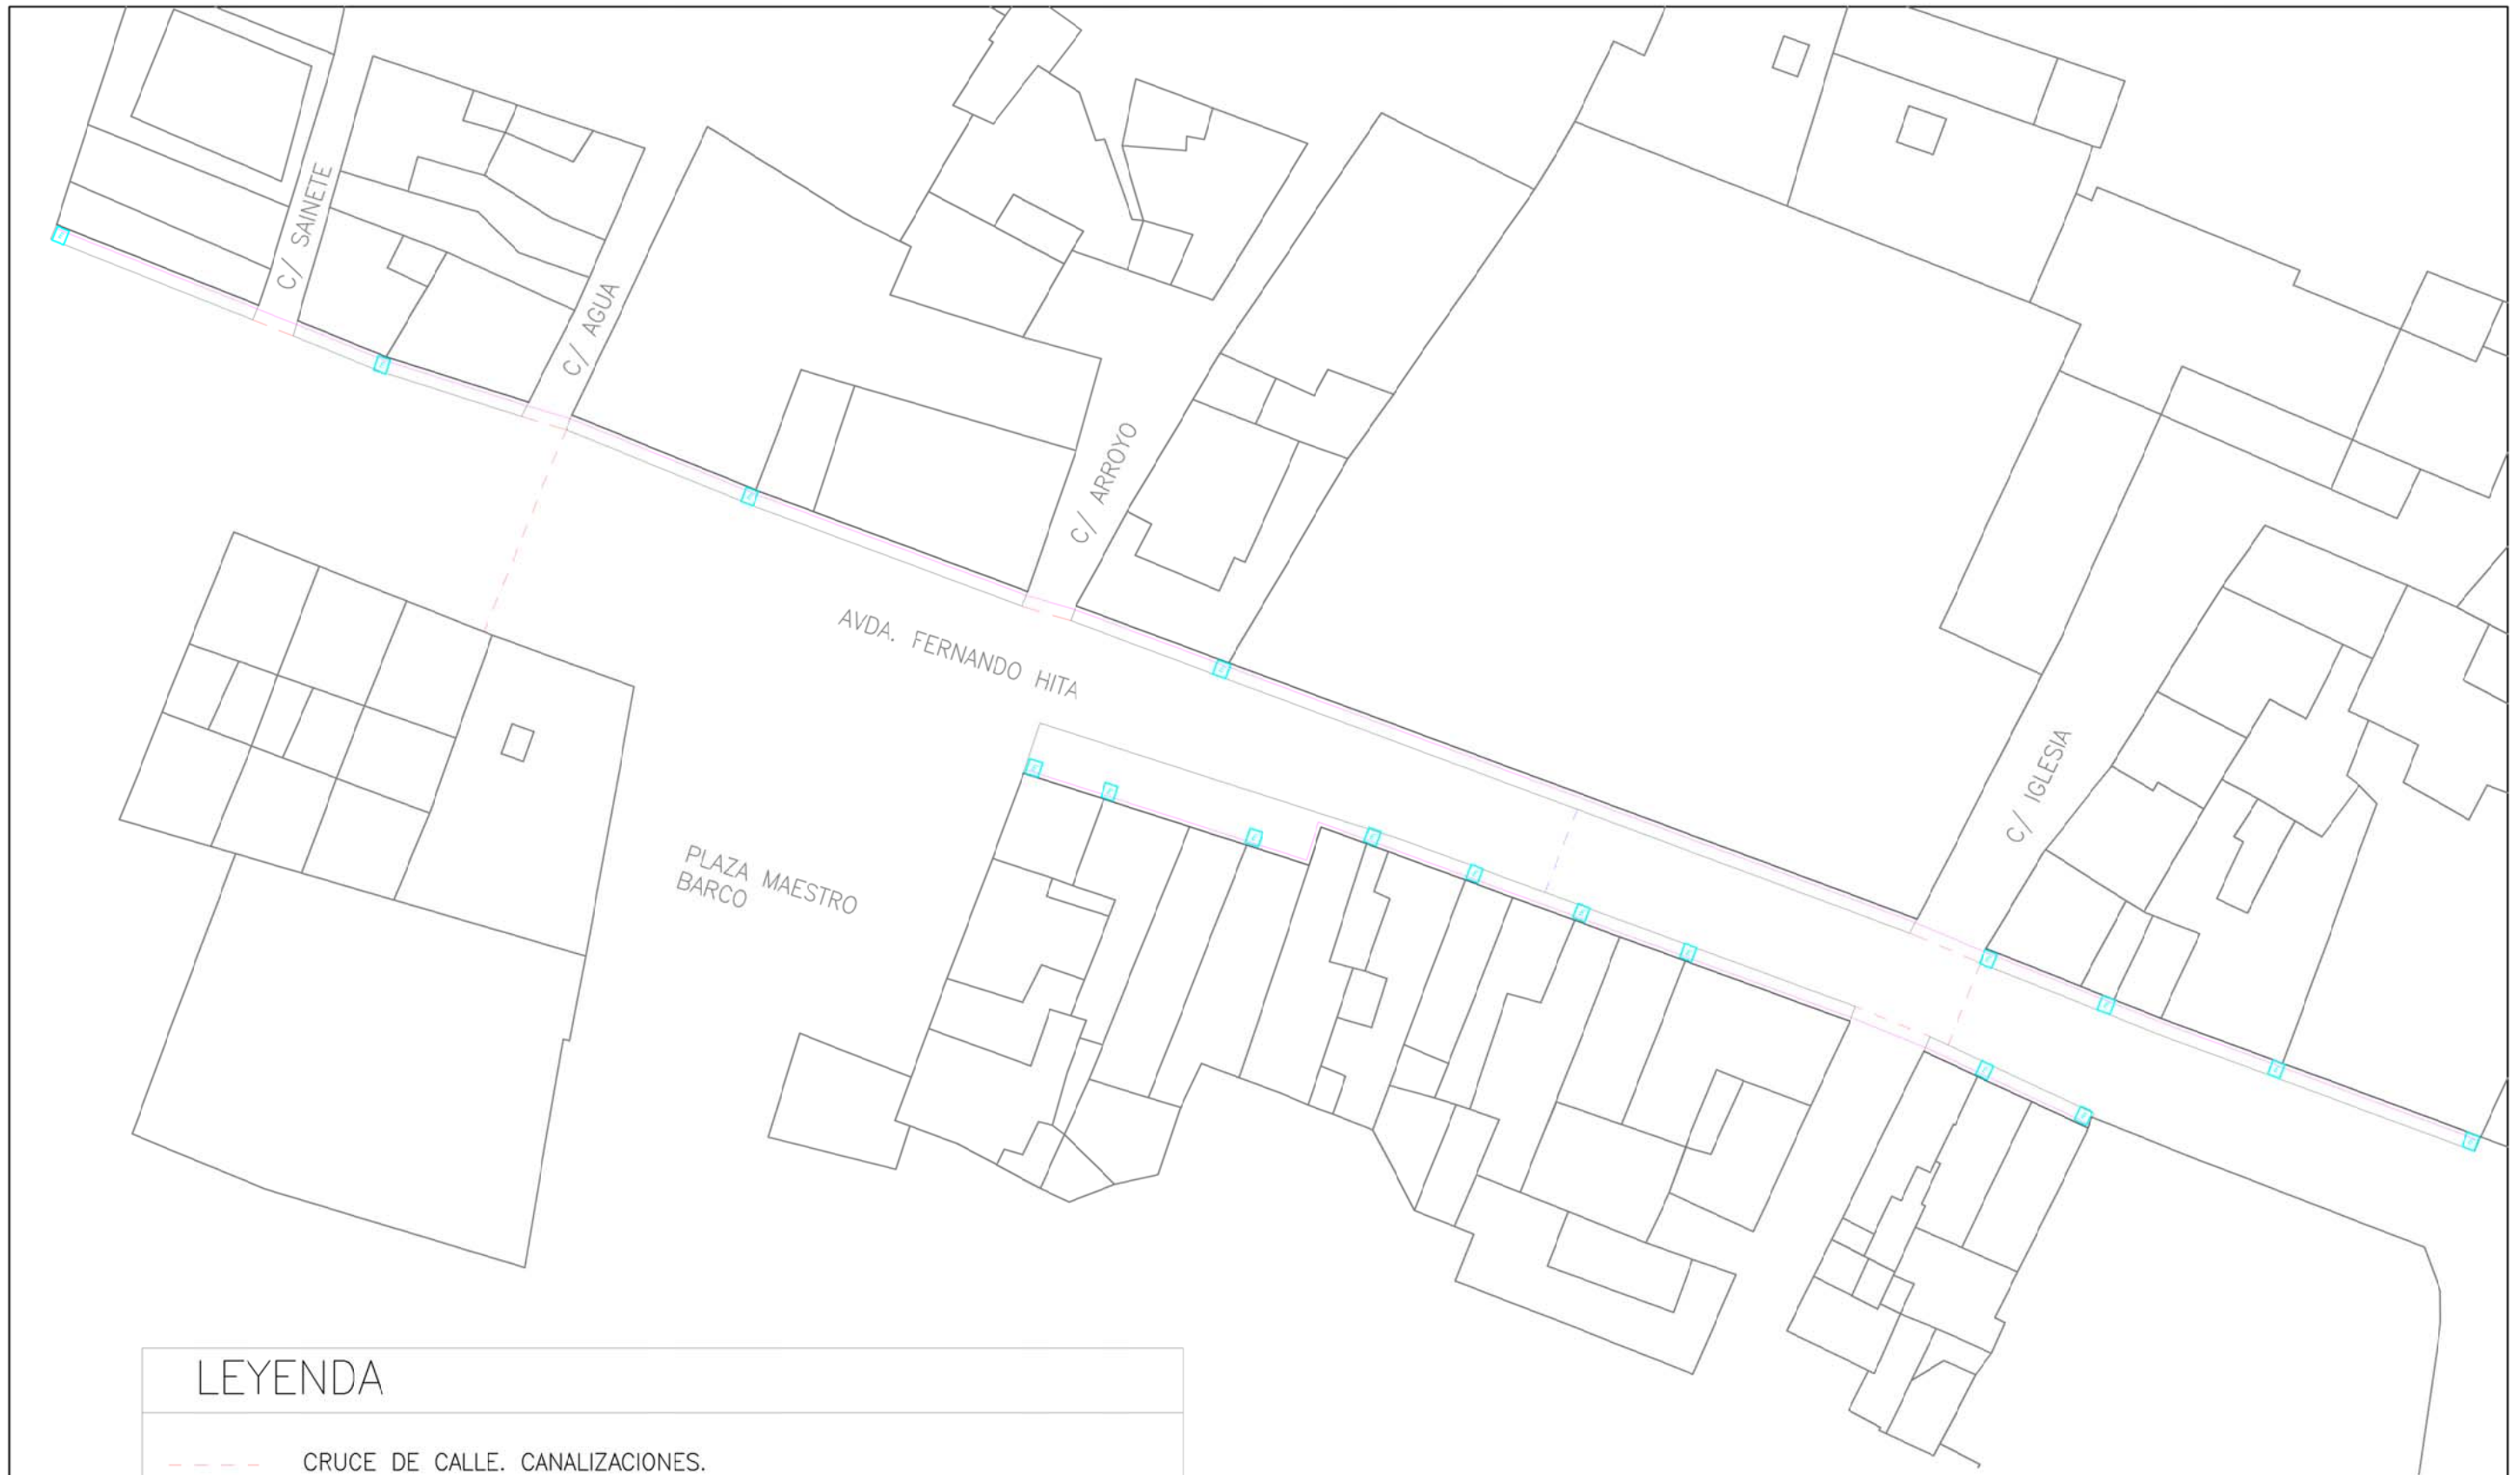 C/ SAINETE
C/ AGUA
C/ ARROYO
AVDA. FERNANDO HITA
C/ IGLESIA
PLAZA MAESTRO
BARCO
LEYENDA
CRUCE DE CALLE. CANALIZACIONES.